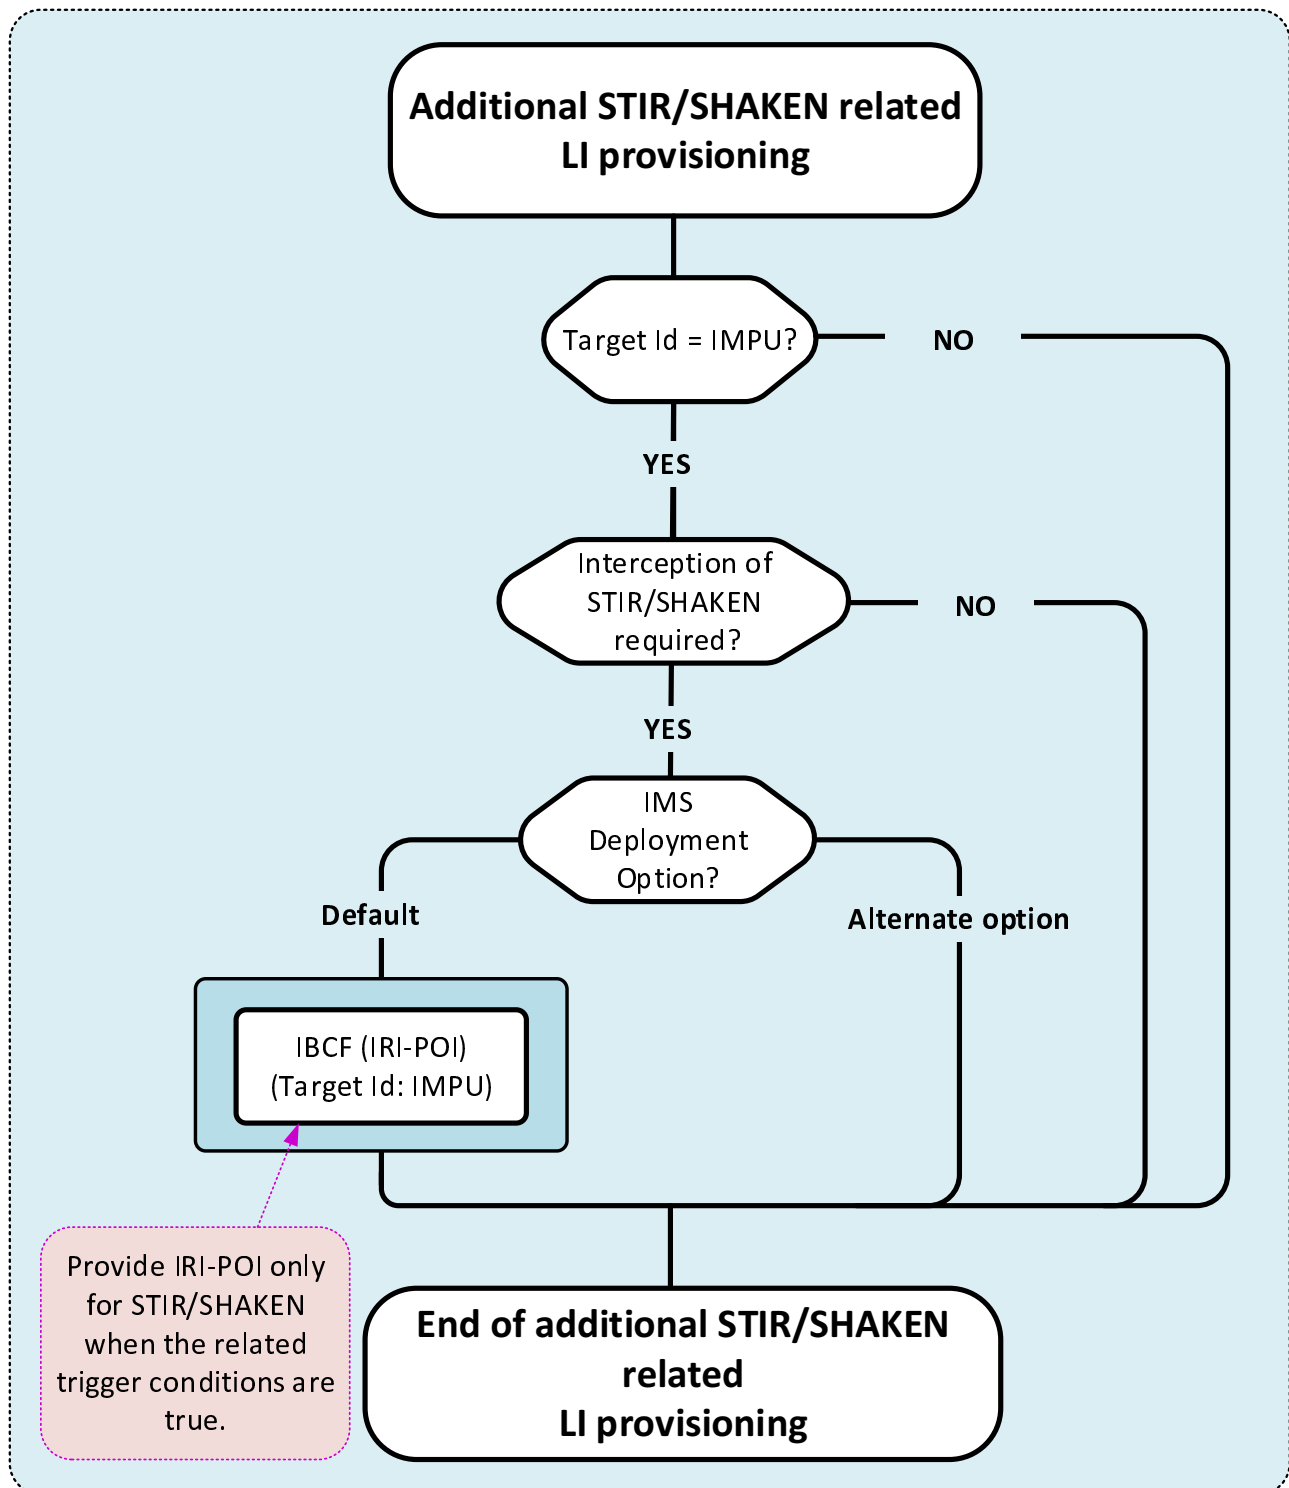 Additional STIR/SHAKEN related
LI provisioning
Target Id = IMPU?
NO
YES
Interception of
STIR/SHAKEN
required?
NO
YES
IMS
Deployment
Option?
Default
Alternate option
IBCF (IRI-POI)
(Target Id: IMPU)
Provide IRI-POI only
for STIR/SHAKEN
when the related
trigger conditions are
true.
End of additional STIR/SHAKEN
related
LI provisioning